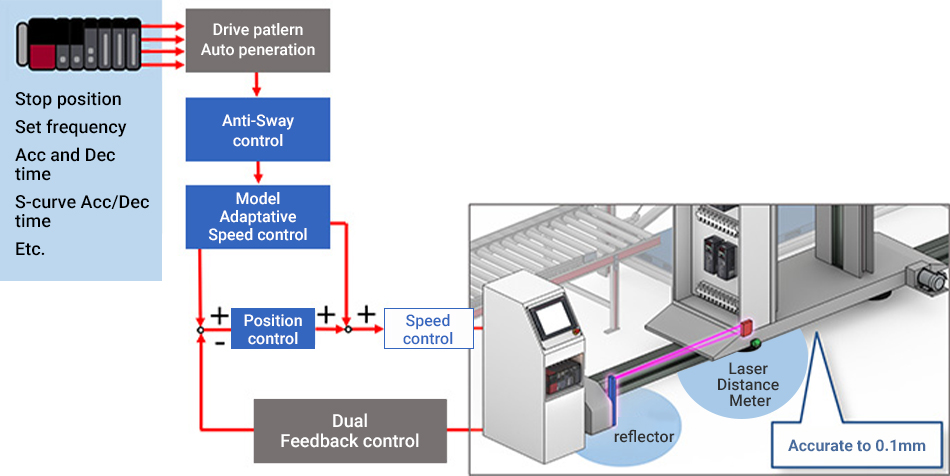 Drive patlern
Auto peneration
Stop position
Set frequency
Acc and Dec
time
S-curve Acc/Dec
time
Etc.
Anti-Sway
control
Model
Adaptative
Speed control
+
-
Position
control
+
+
Speed
control
Dual
Feedback control
Laser
Distance
Meter
reflector
Accurate to 0.1mm